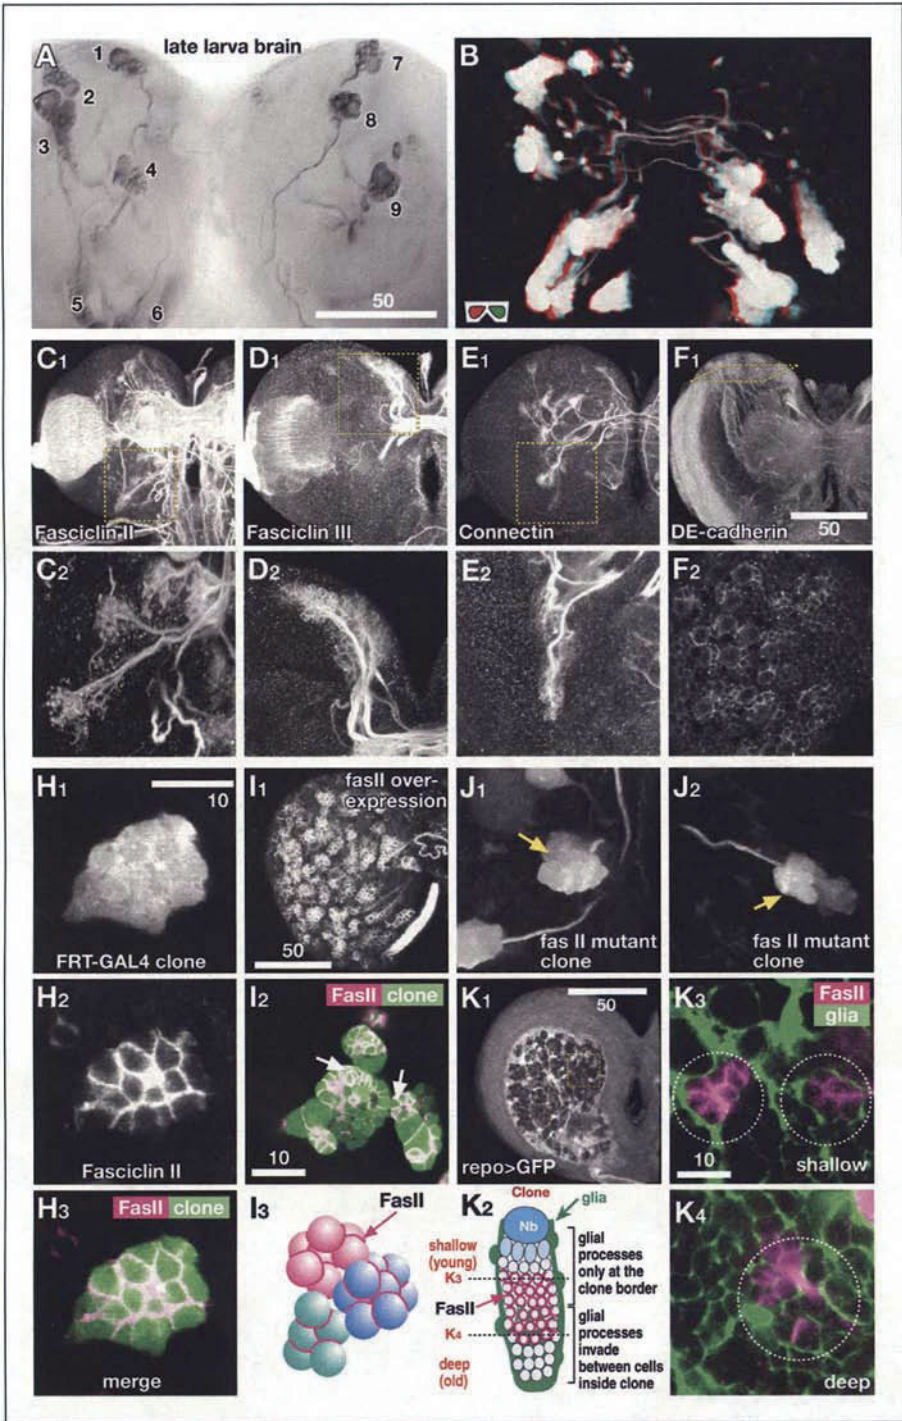 A
late larva brain
B
1
2
3
4
5
6
7
8
9
50
C1
Fasciclin II
D1
Fasciclin III
E1
Connectin
F1
50
DE-cadherin
C2
D2
E2
F2
H1
10
FRT-GAL4 clone
I1
fasII over-
expression
50
J1
fas II mutant
clone
J2
fas II mutant
clone
H2
Fasciclin II
I2
FasII clone
10
K1
50
repo>GFP
K3
FasII
glia
10
shallow
H3
FasII clone
merge
I3
FasII
K2
Clone
glia
Nb
shallow
(young)
K3
FasII
K4
deep
(old)
glial
processes
only at the
clone border
glial
processes
invade
between cells
inside clone
K4
deep